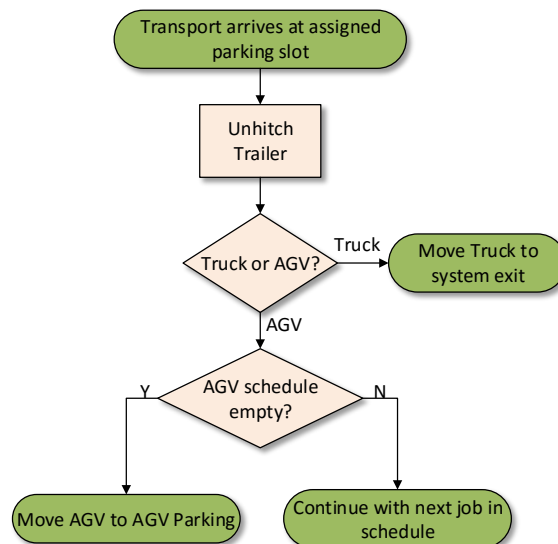 Transport arrives at assigned
parking slot
Unhitch
Trailer
Truck or AGV?
Truck
Move Truck to
system exit
AGV
AGV schedule
empty?
Y
N
Move AGV to AGV Parking
Continue with next job in
schedule